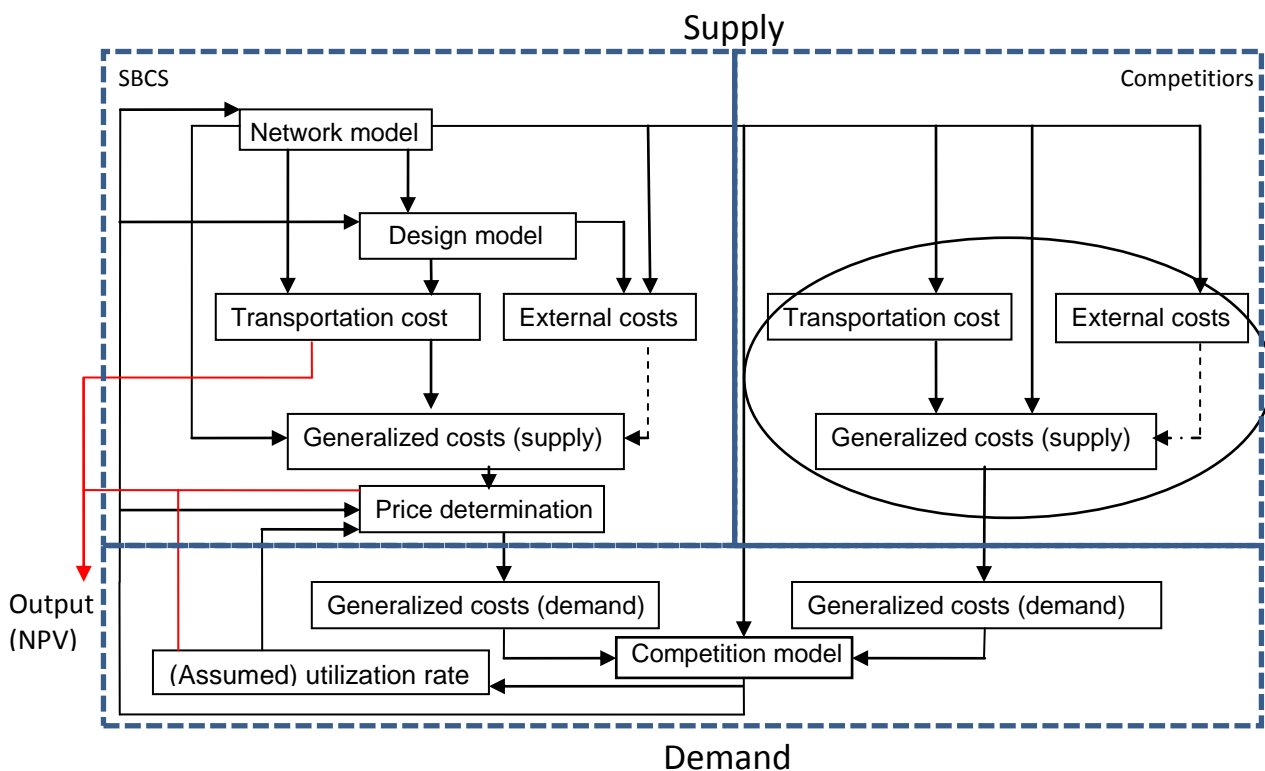 Supply
SBCS
Competitiors
Network model
Design model
Transportation cost
External costs
Transportation cost
External costs
Generalized costs (supply)
Generalized costs (supply)
Price determination
Generalized costs (demand)
Generalized costs (demand)
Output
(NPV)
Competition model
(Assumed) utilization rate
Demand